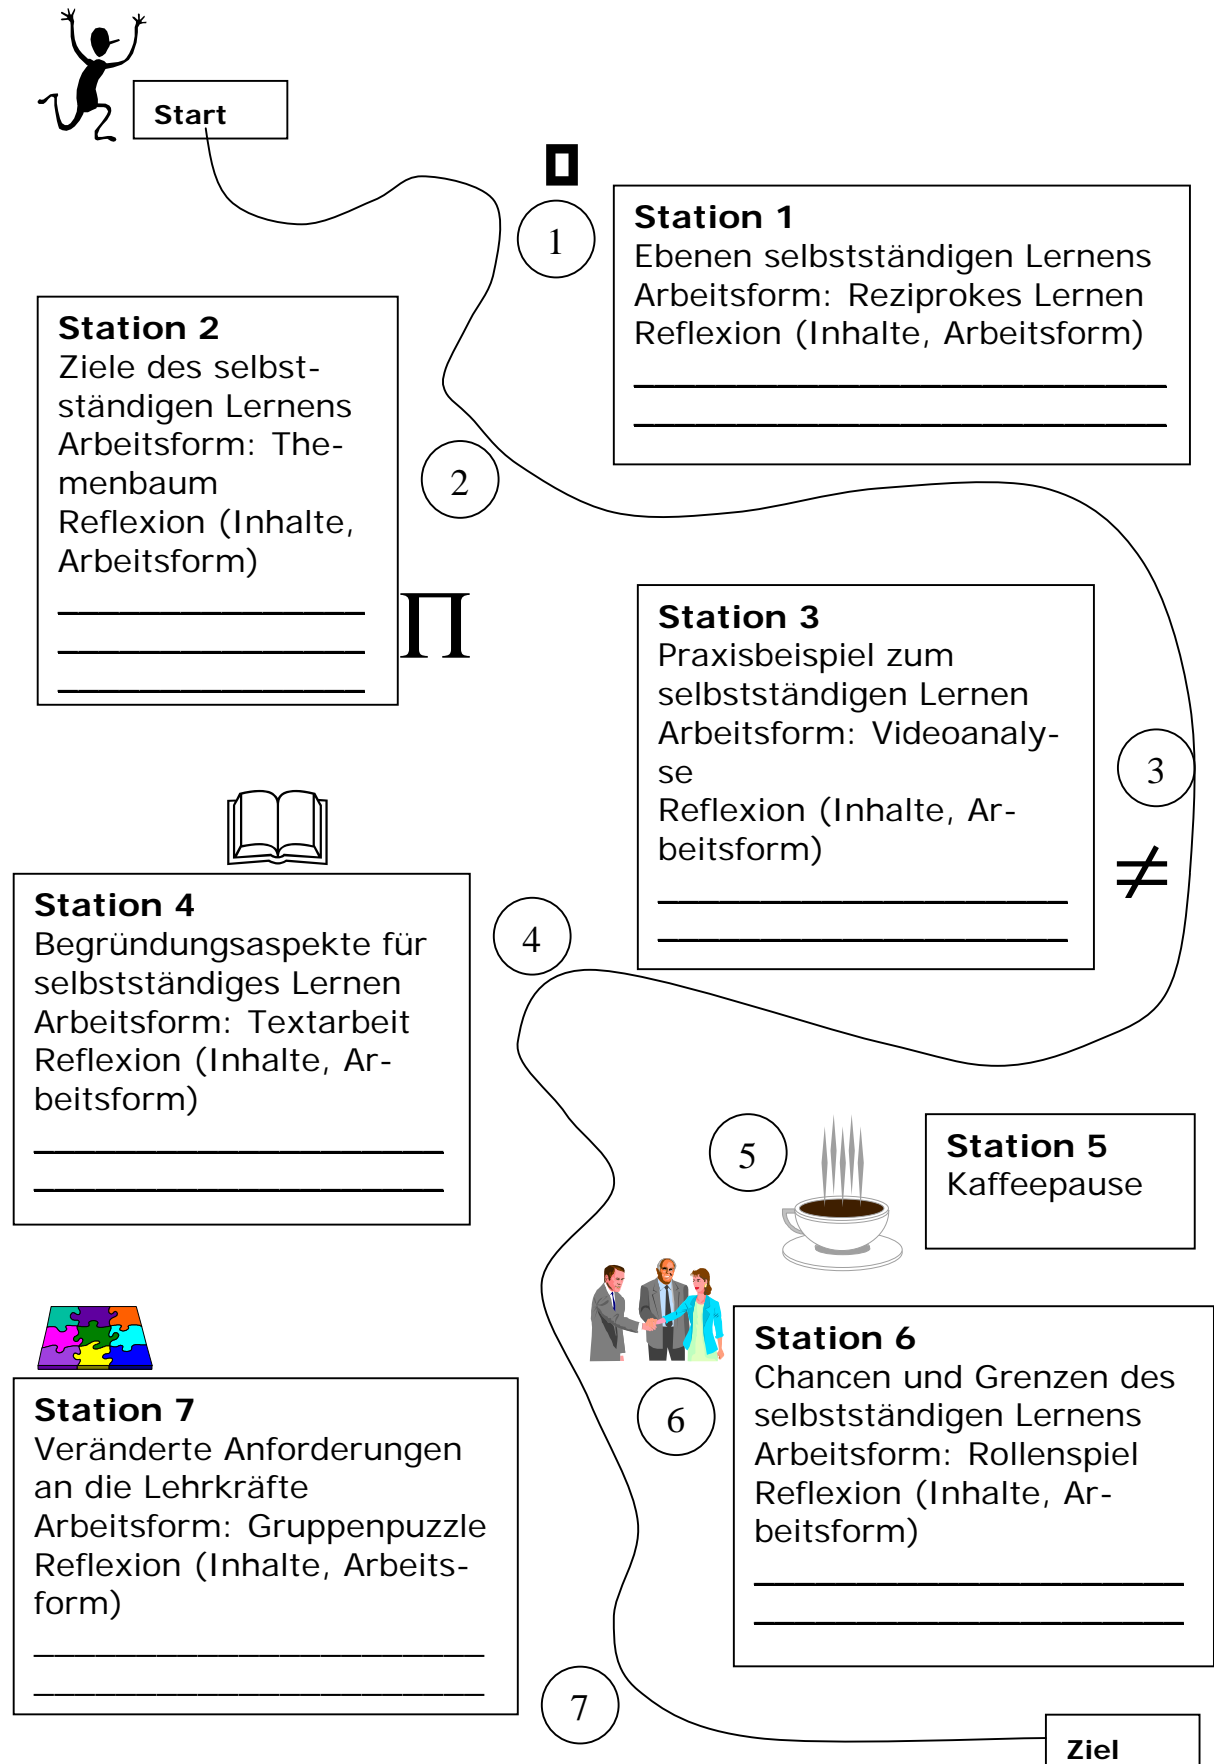 Start
1
Station 1
Ebenen selbstständigen Lernens
Arbeitsform: Reziprokes Lernen
Reflexion (Inhalte, Arbeitsform)
Station 2
Ziele des selbst-
ständigen Lernens
Arbeitsform: The-
menbaum
Reflexion (Inhalte,
Arbeitsform)
2
∏
Station 3
Praxisbeispiel zum
selbstständigen Lernen
Arbeitsform: Videoanaly-
se
Reflexion (Inhalte, Ar-
beitsform)
3
≠
Station 4
Begründungsaspekte für
selbstständiges Lernen
Arbeitsform: Textarbeit
Reflexion (Inhalte, Ar-
beitsform)
4
5
Station 5
Kaffeepause
Station 6
Chancen und Grenzen des
selbstständigen Lernens
Arbeitsform: Rollenspiel
Reflexion (Inhalte, Ar-
beitsform)
6
Station 7
Veränderte Anforderungen
an die Lehrkräfte
Arbeitsform: Gruppenpuzzle
Reflexion (Inhalte, Arbeits-
form)
7
Ziel